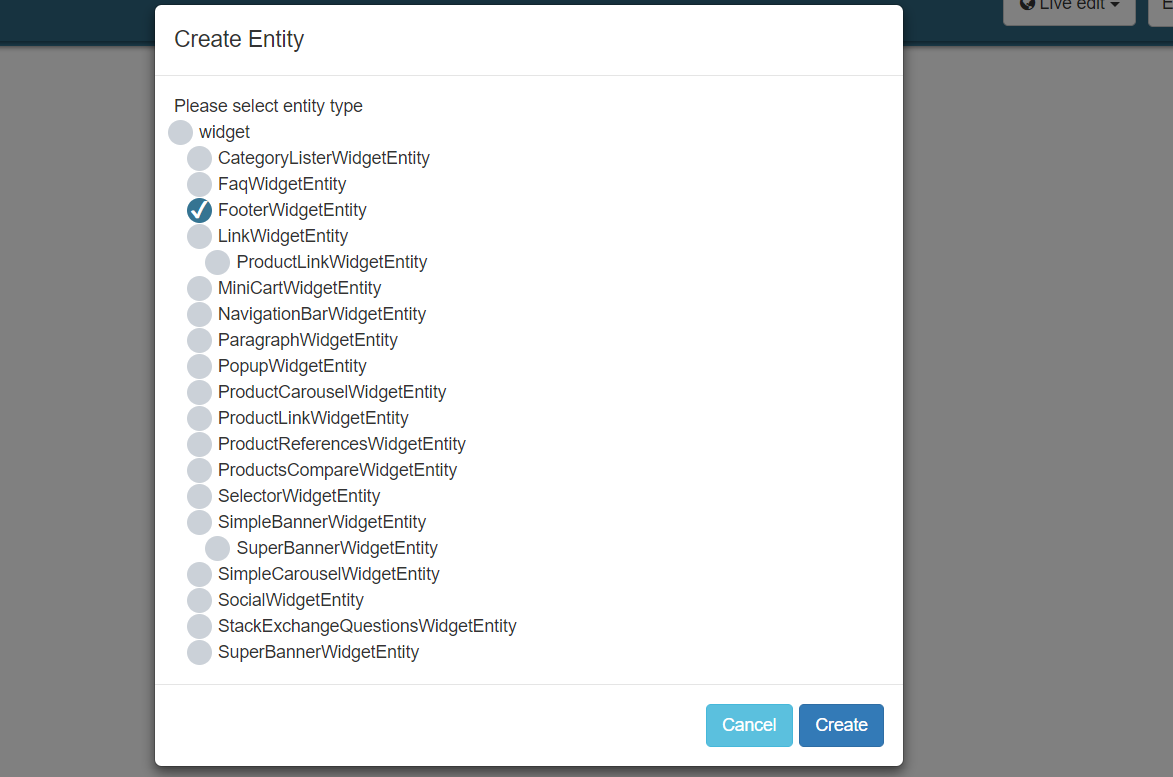 Live edit
Create Entity
Please select entity type
widget
CategoryListerWidgetEntity
FaqWidgetEntity
FooterWidgetEntity
LinkWidgetEntity
ProductLinkWidgetEntity
MiniCartWidgetEntity
NavigationBarWidgetEntity
ParagraphWidgetEntity
PopupWidgetEntity
ProductCarouselWidgetEntity
ProductLinkWidgetEntity
ProductReferencesWidgetEntity
ProductsCompareWidgetEntity
SelectorWidgetEntity
SimpleBannerWidgetEntity
SuperBannerWidgetEntity
SimpleCarouselWidgetEntity
SocialWidgetEntity
StackExchangeQuestionsWidgetEntity
SuperBannerWidgetEntity
Cancel Create